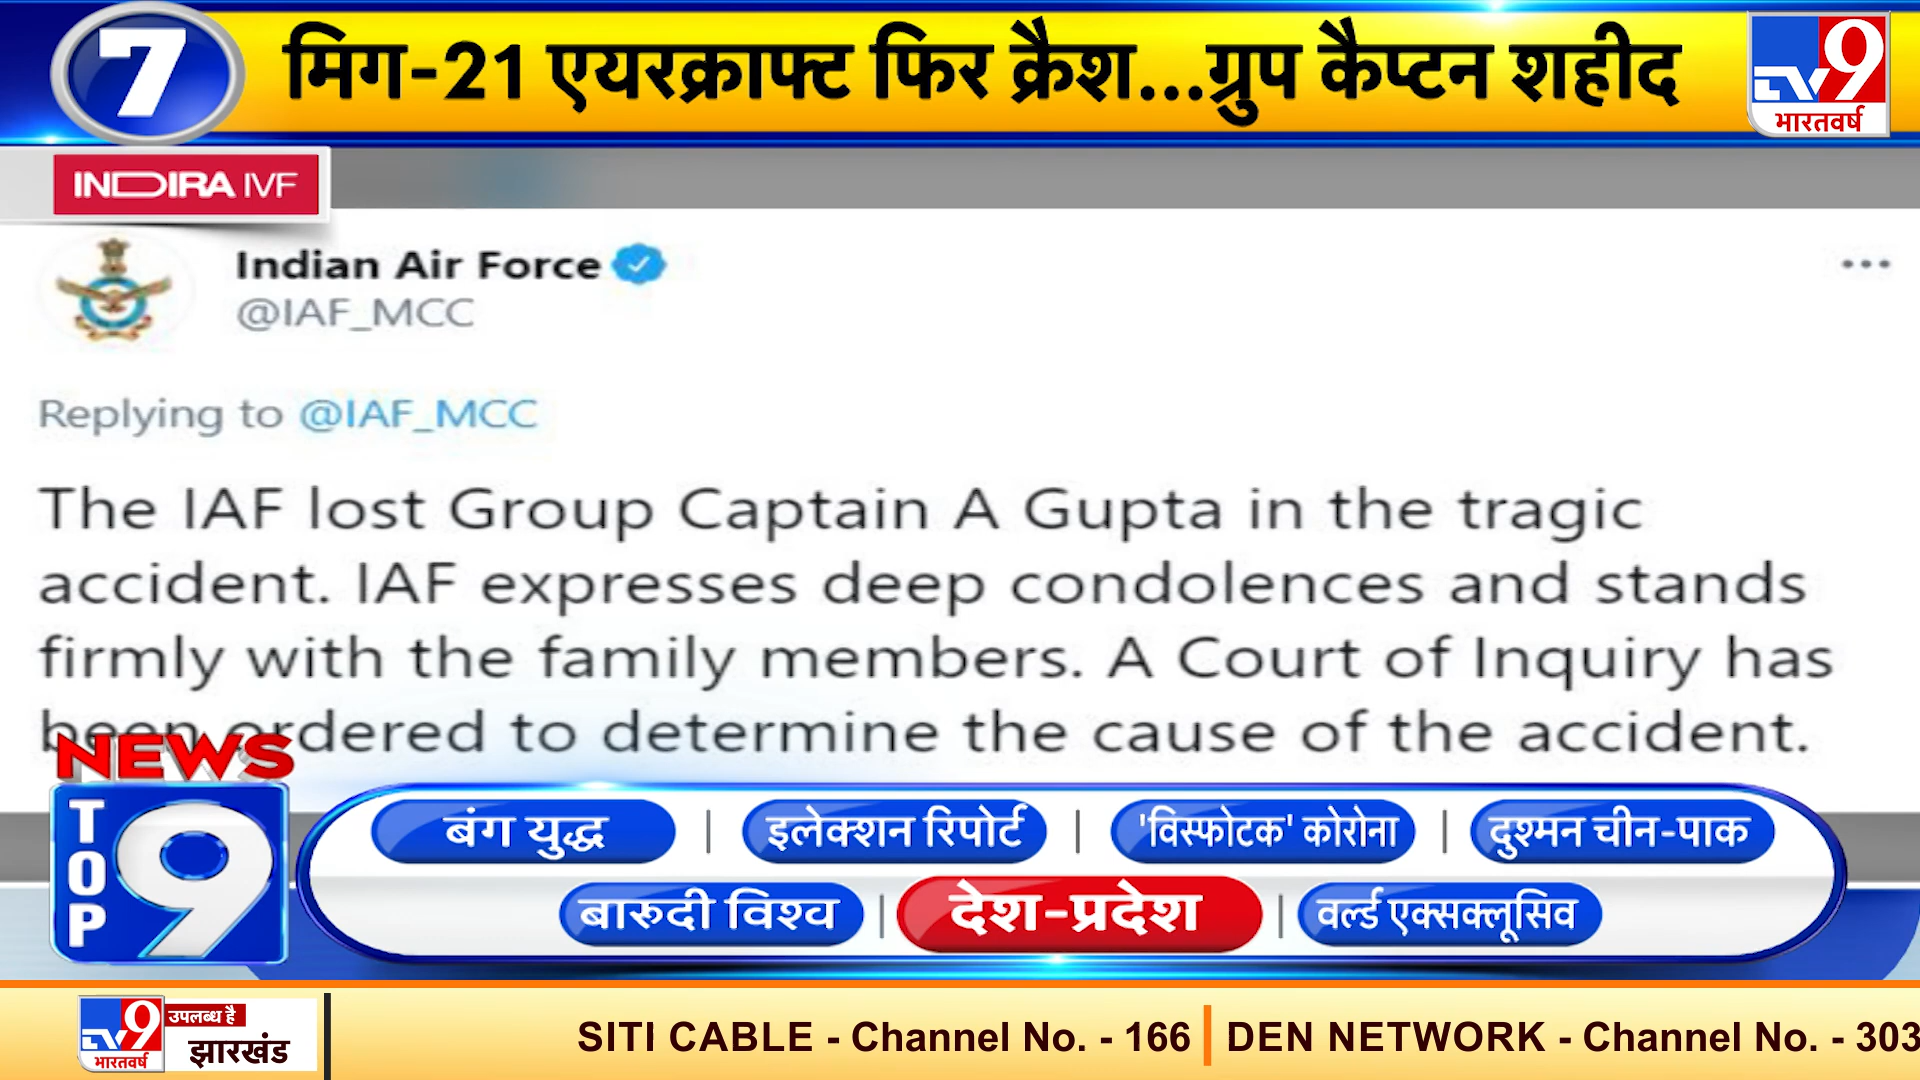 7
मिग-21 एयरक्राफ्ट फिर क्रैश...ग्रुप कैप्टन शहीद
TV9
भारतवर्ष
INDIRA IVF
Indian Air Force
@IAF_MCC
Replying to @IAF_MCC
The IAF lost Group Captain A Gupta in the tragic
accident. IAF expresses deep condolences and stands
firmly with the family members. A Court of Inquiry has
been ordered to determine the cause of the accident.
NEWS
TOP 9
बंग युद्ध | इलेक्शन रिपोर्ट | 'विस्फोटक' कोरोना | दुश्मन चीन-पाक
बारुदी विश्व | देश-प्रदेश | वर्ल्ड एक्सक्लूसिव
TV9 भारतवर्ष
उपलब्ध है
झारखंड
SITI CABLE - Channel No. - 166 | DEN NETWORK - Channel No. - 303